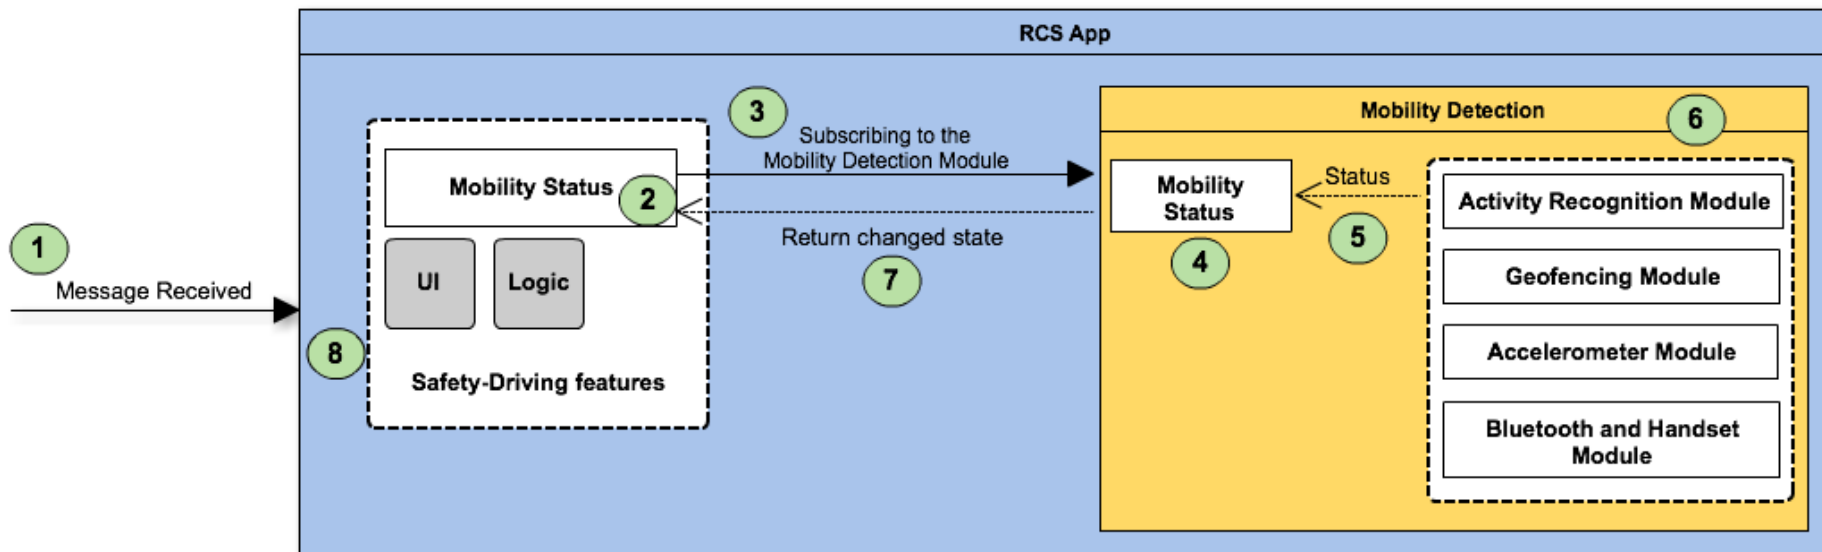 RCS App
Mobility Detection
6
3
Subscribing to the
Mobility Detection Module
Mobility Status
2
Mobility
Status
4
Status
5
Activity Recognition Module
1
Message Received
Return changed state
7
UI
Logic
Geofencing Module
8
Safety-Driving features
Accelerometer Module
Bluetooth and Handset
Module